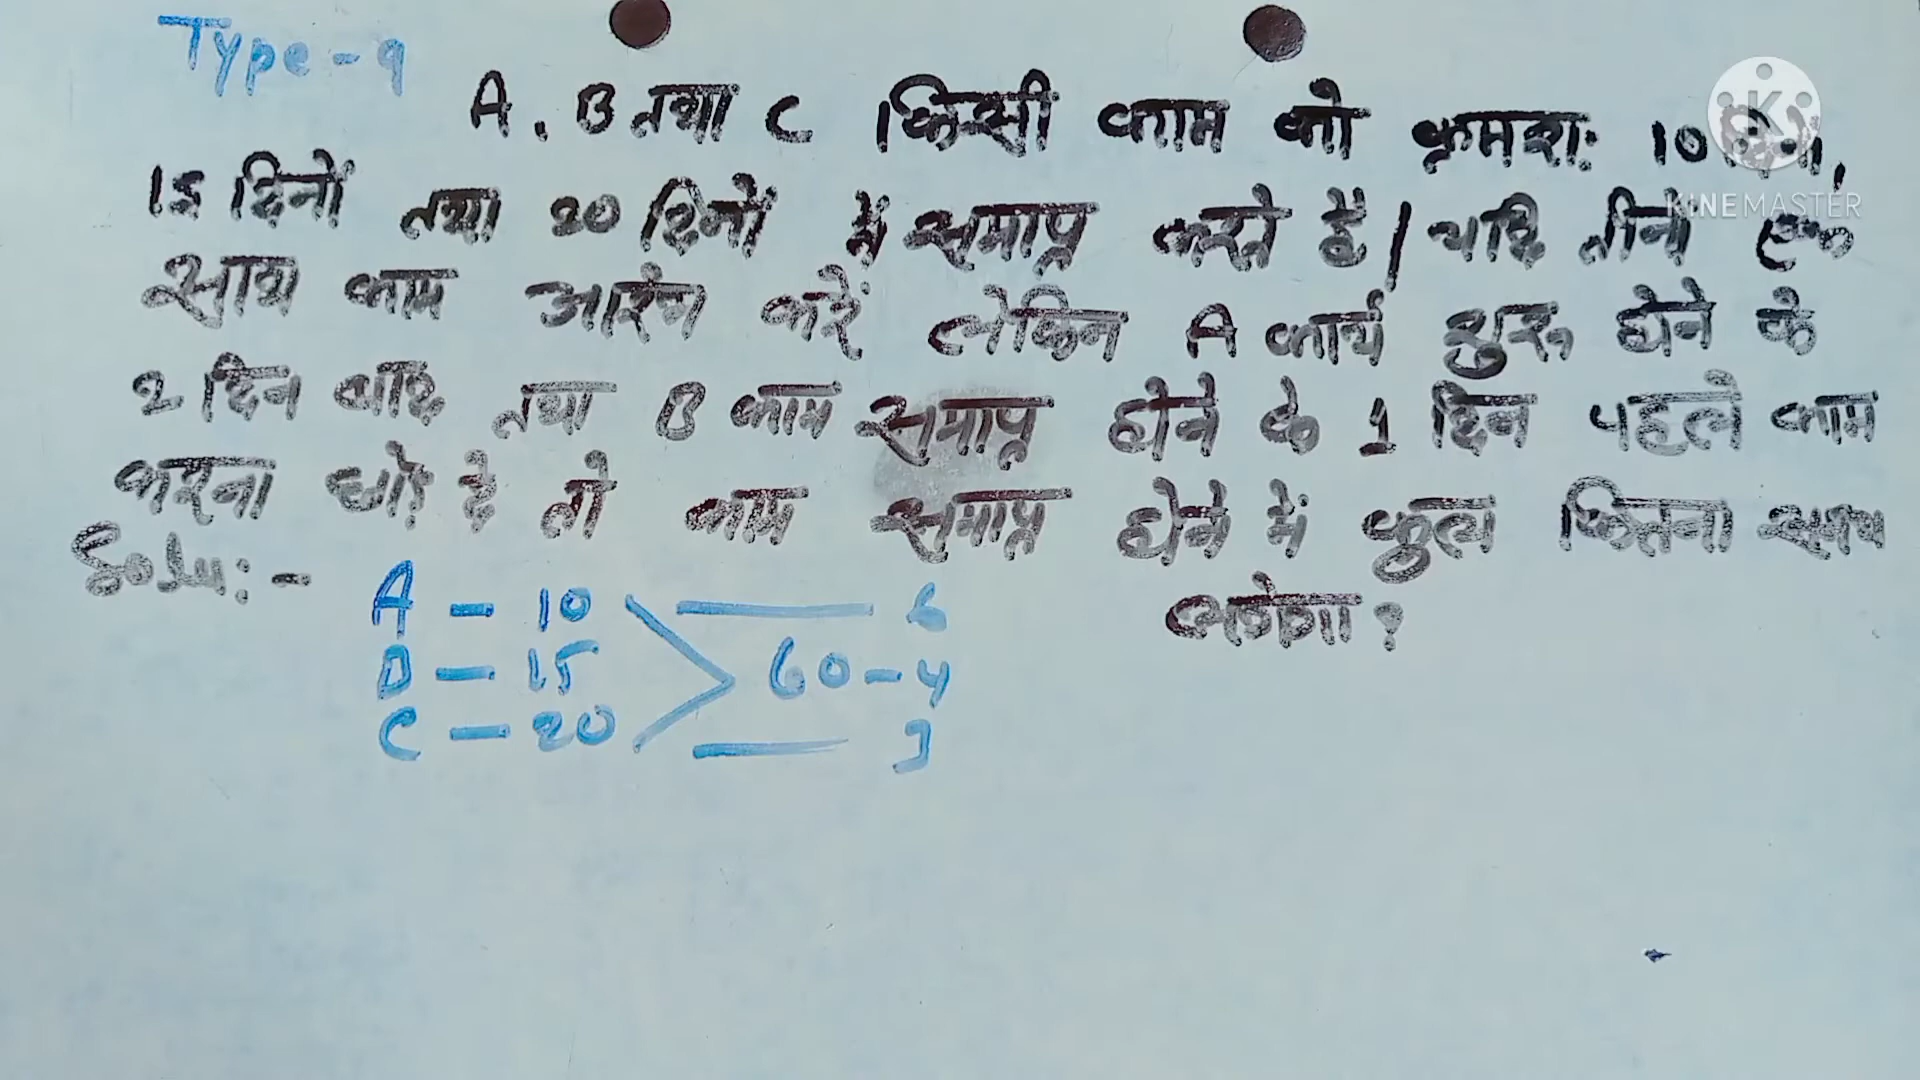 Type-9
A, B तथा C किसी काम को क्रमशः 10 दिनों,
15 दिनों तथा 20 दिनों में समाप्त करते हैं। यदि तीनों एक
साथ काम आरंभ करें लेकिन A कार्य शुरू होने के
2 दिन बाद तथा B काम समाप्त होने के 1 दिन पहले काम
करना छोड़ दे तो काम समाप्त होने में कुल कितना समय
लगेगा?
Solu:-
A - 10 6
B - 15 60 - 4
C - 20 3
KINEMASTER